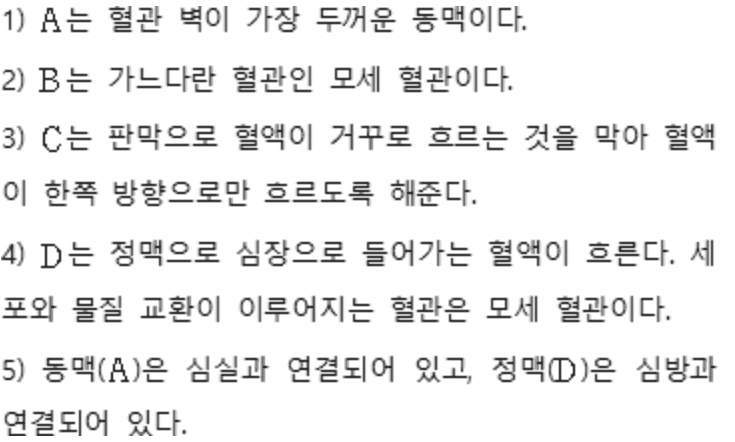 1) A는 혈관 벽이 가장 두꺼운 동맥이다.
2) B는 가느다란 혈관인 모세 혈관이다.
3) C는 판막으로 혈액이 거꾸로 흐르는 것을 막아 혈액
이 한쪽 방향으로만 흐르도록 해준다.
4) D는 정맥으로 심장으로 들어가는 혈액이 흐른다. 세
포와 물질 교환이 이루어지는 혈관은 모세 혈관이다.
5) 동맥(A)은 심실과 연결되어 있고, 정맥(D)은 심방과
연결되어 있다.